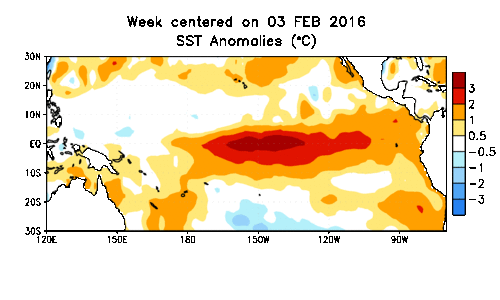 Week centered on 03 FEB 2016
SST Anomalies (°C)
30N
20N
10N
EQ
10S
20S
30S
120E 150E 180 150W 120W 90W
3
2
1
0.5
−0.5
−1
−2
−3